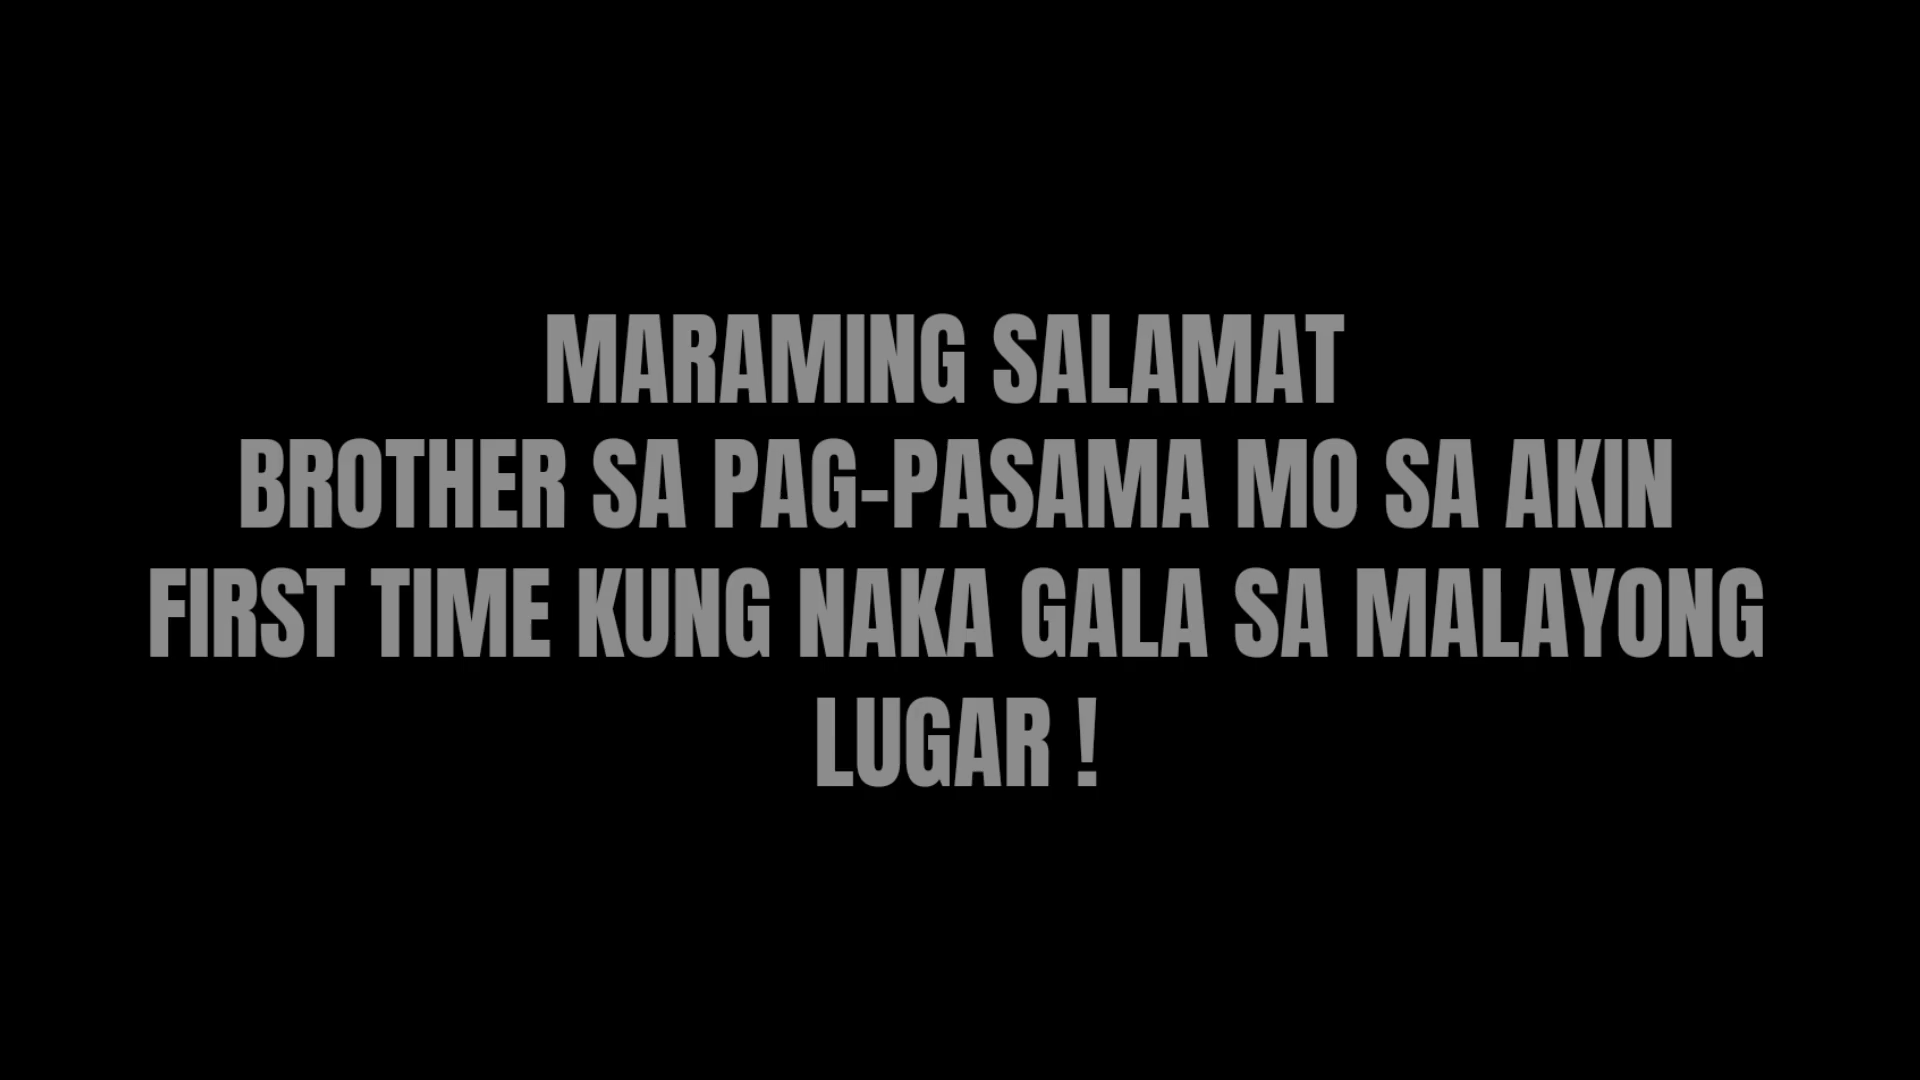 MARAMING SALAMAT
BROTHER SA PAG-PASAMA MO SA AKIN
FIRST TIME KUNG NAKA GALA SA MALAYONG
LUGAR !